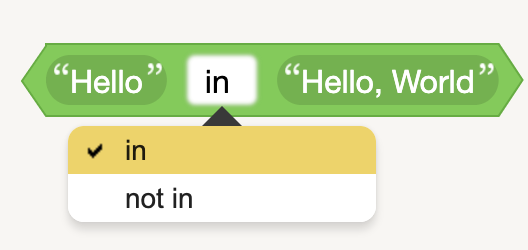 “Hello” in “Hello, World”
✔ in
not in